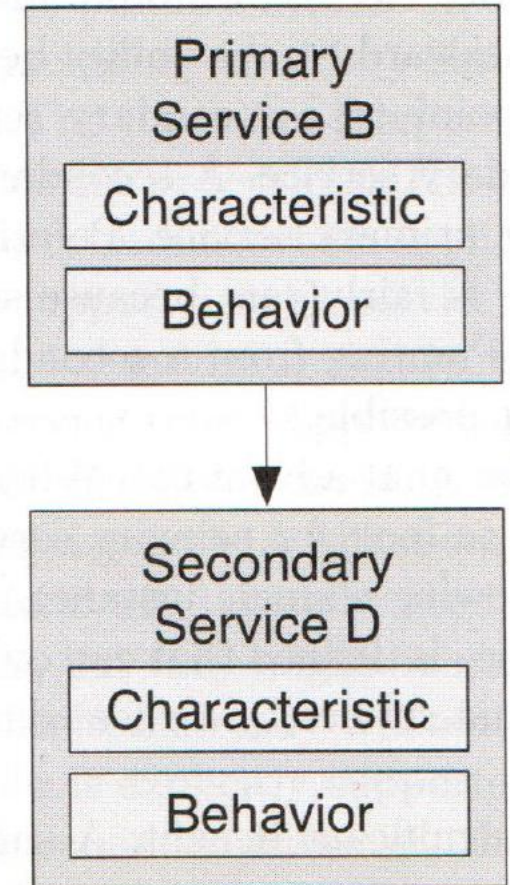 Primary
Service B
Characteristic
Behavior
Secondary
Service D
Characteristic
Behavior